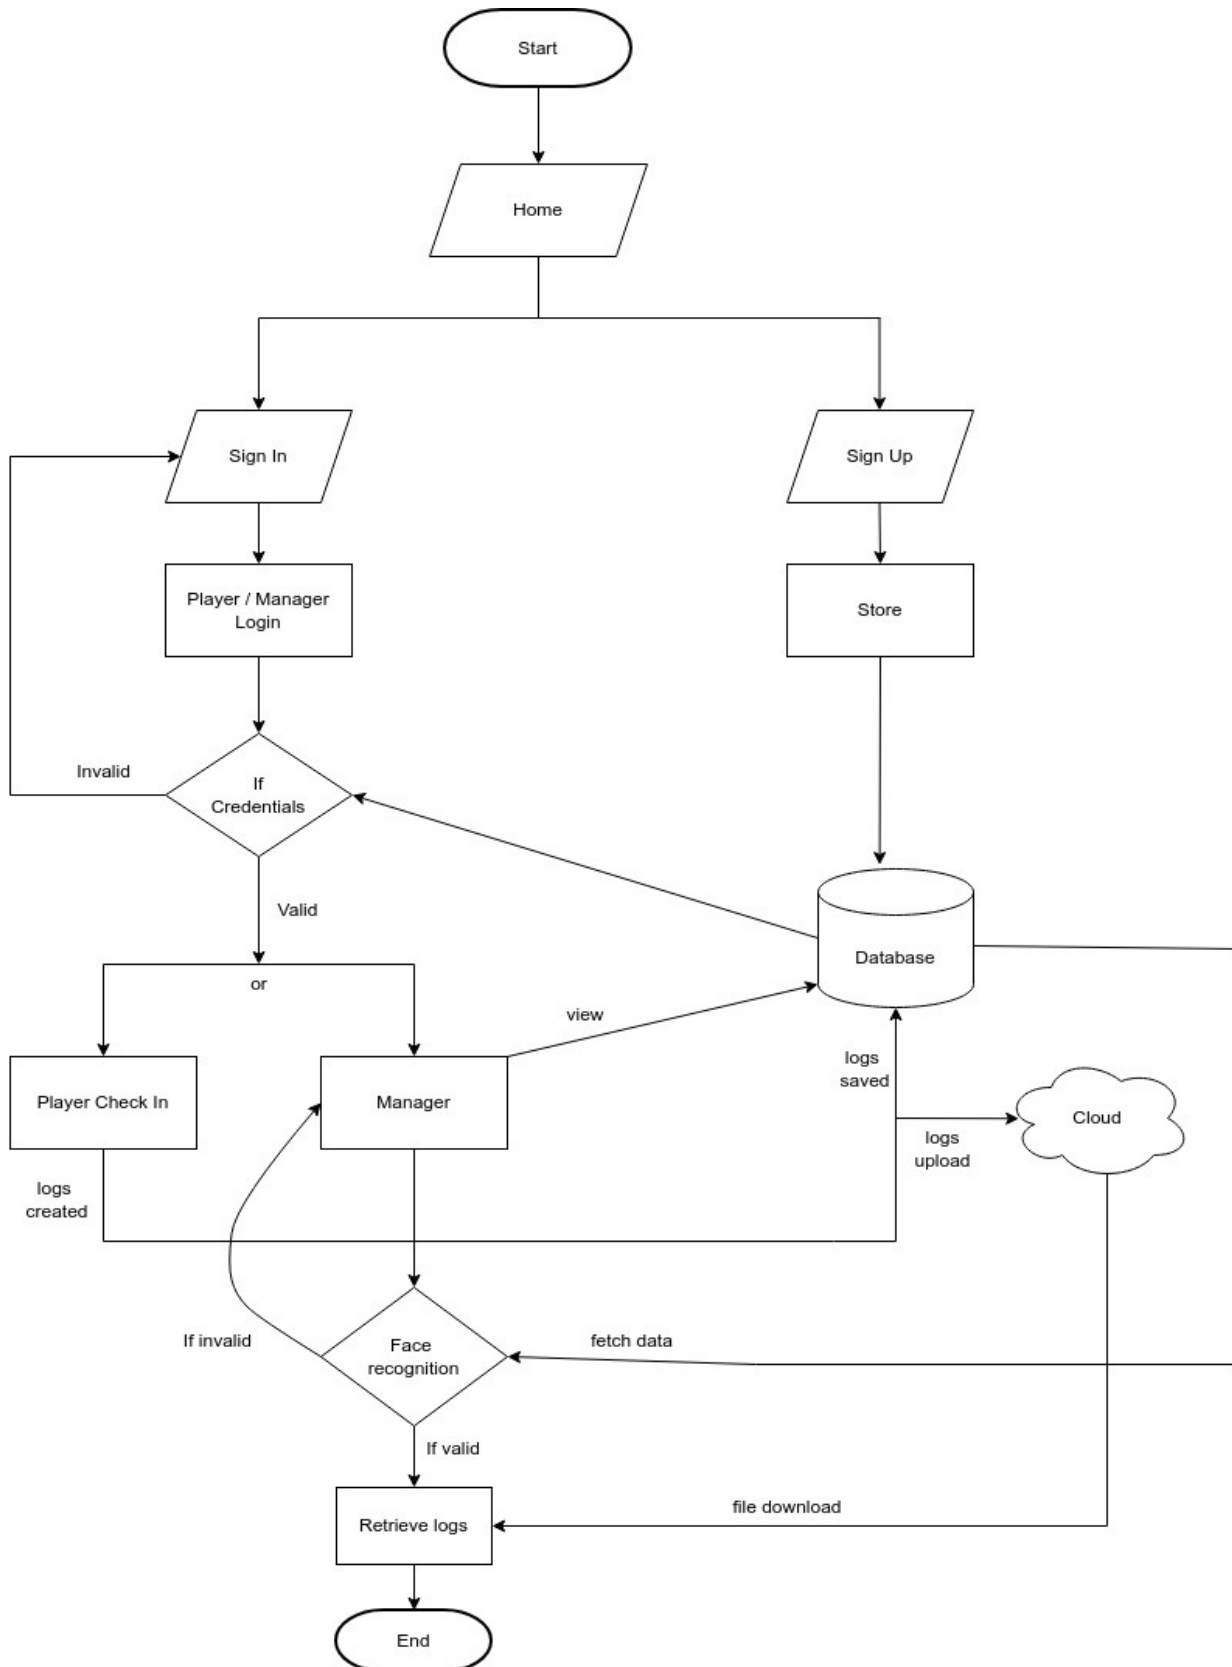 Start
Home
Sign In
Sign Up
Player / Manager
Login
Store
Invalid
If
Credentials
Valid
Database
or
view
logs
saved
Player Check In
Manager
Cloud
logs
upload
logs
created
If invalid
Face
recognition
fetch data
If valid
file download
Retrieve logs
End